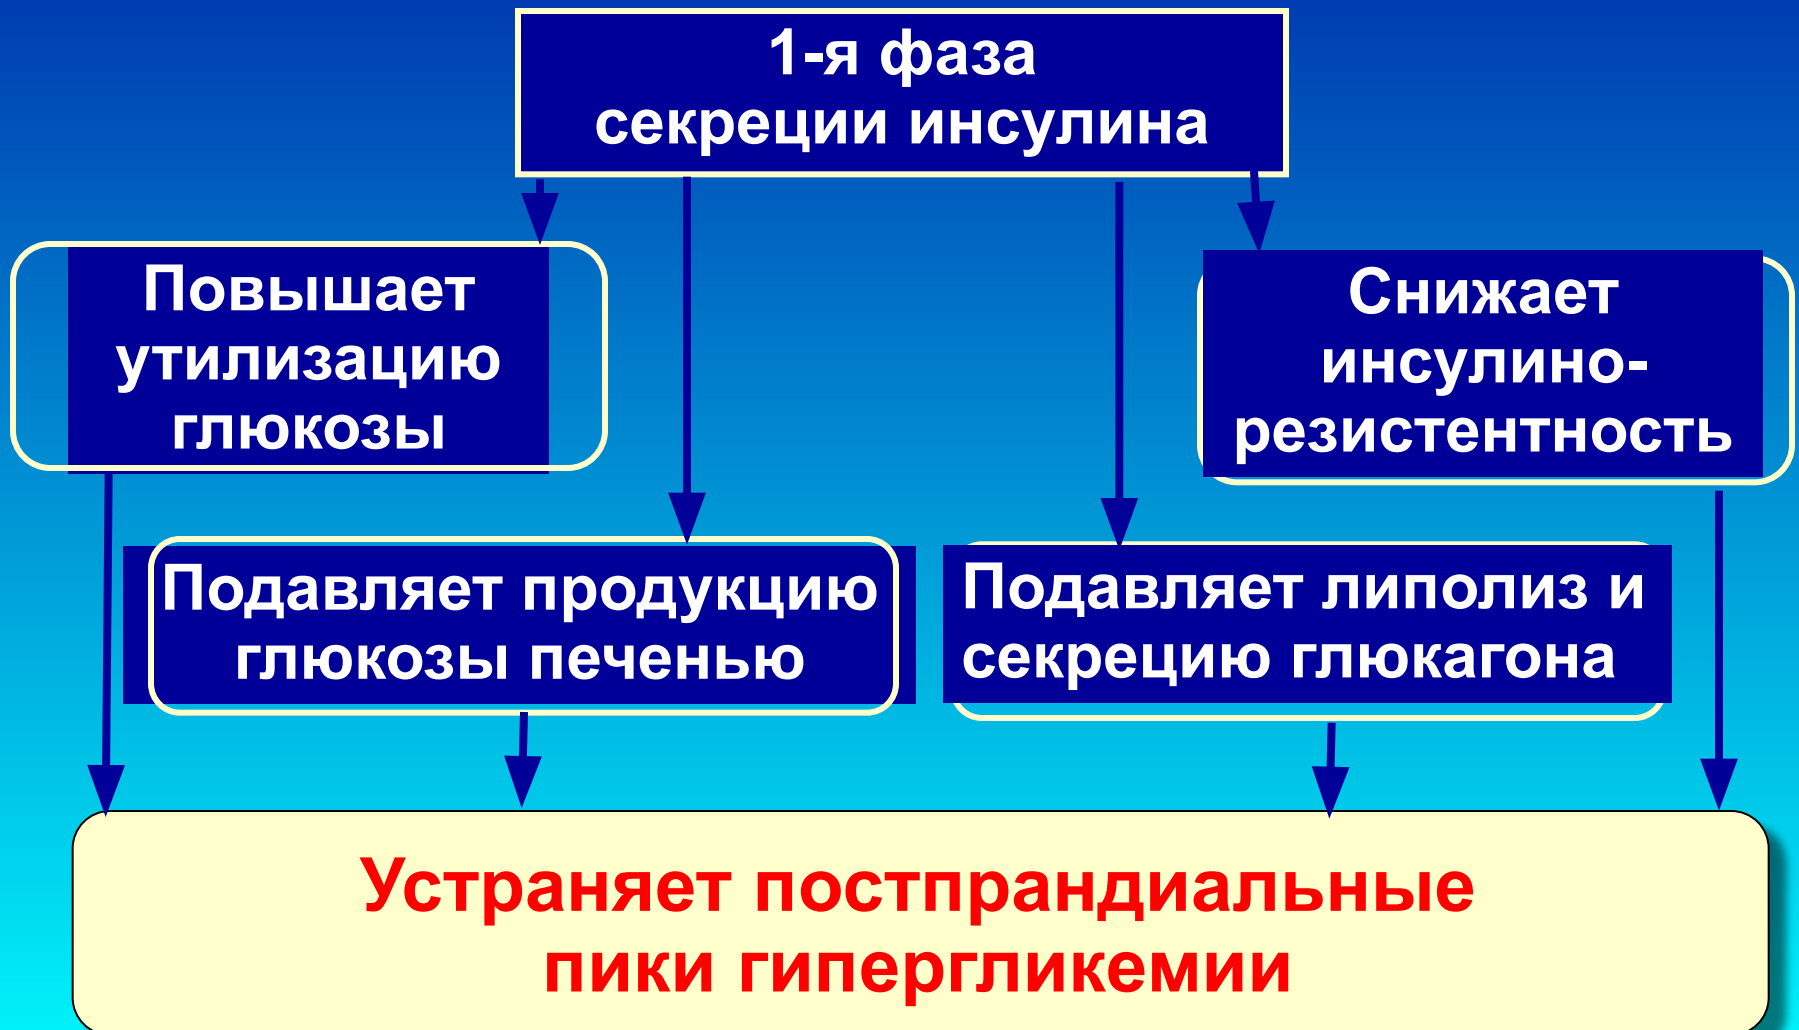 1-я фаза
секреции инсулина
Повышает
утилизацию
глюкозы
Снижает
инсулино-
резистентность
Подавляет продукцию
глюкозы печенью
Подавляет липолиз и
секрецию глюкагона
Устраняет постпрандиальные
пики гипергликемии